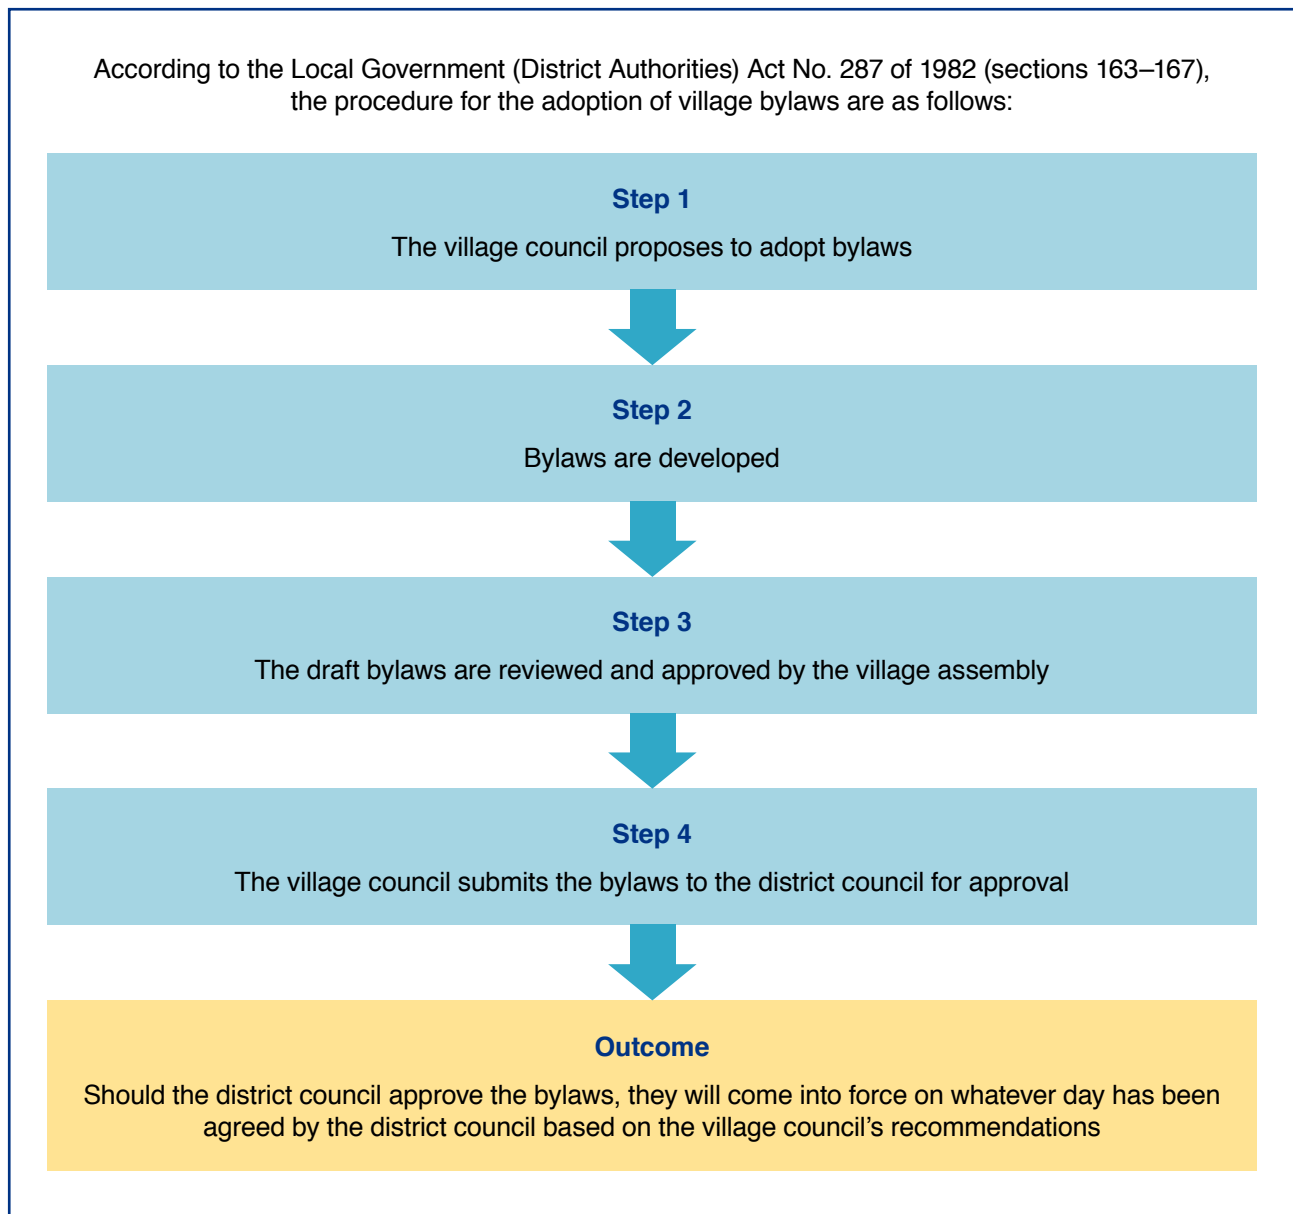 According to the Local Government (District Authorities) Act No. 287 of 1982 (sections 163–167),
the procedure for the adoption of village bylaws are as follows:
Step 1
The village council proposes to adopt bylaws
Step 2
Bylaws are developed
Step 3
The draft bylaws are reviewed and approved by the village assembly
Step 4
The village council submits the bylaws to the district council for approval
Outcome
Should the district council approve the bylaws, they will come into force on whatever day has been
agreed by the district council based on the village council’s recommendations